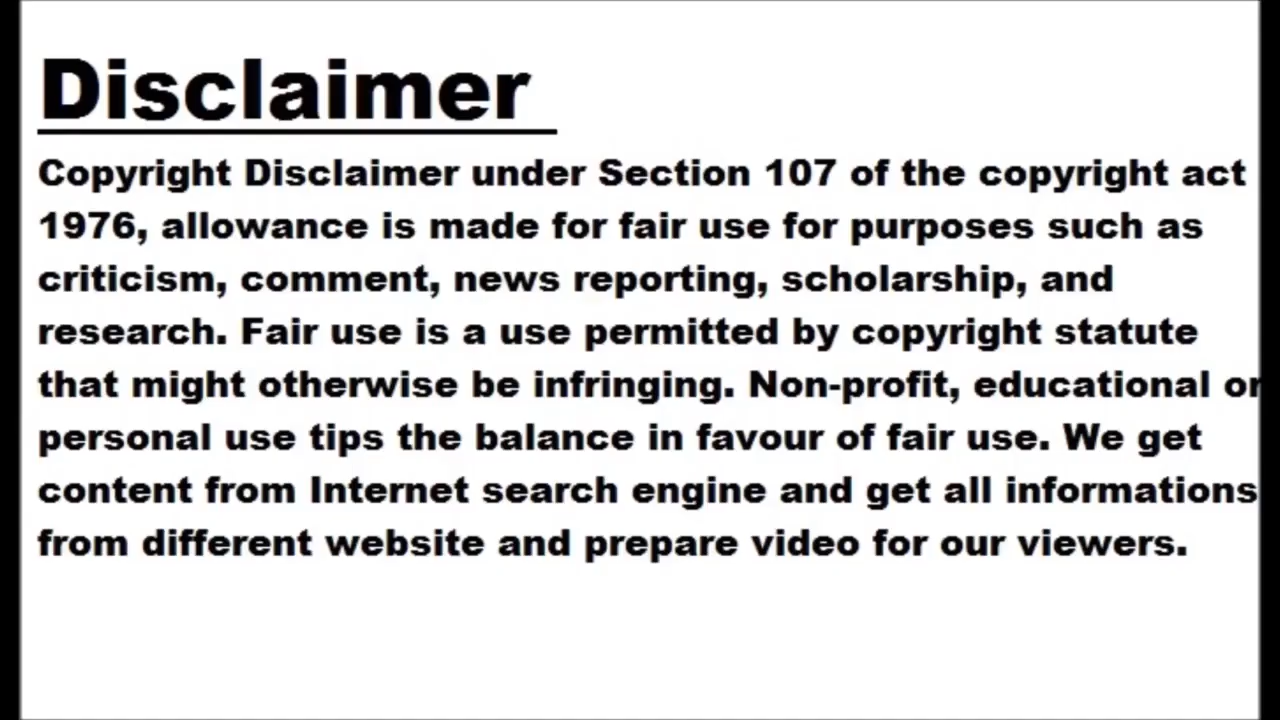 Disclaimer
Copyright Disclaimer under Section 107 of the copyright act
1976, allowance is made for fair use for purposes such as
criticism, comment, news reporting, scholarship, and
research. Fair use is a use permitted by copyright statute
that might otherwise be infringing. Non-profit, educational or
personal use tips the balance in favour of fair use. We get
content from Internet search engine and get all informations
from different website and prepare video for our viewers.